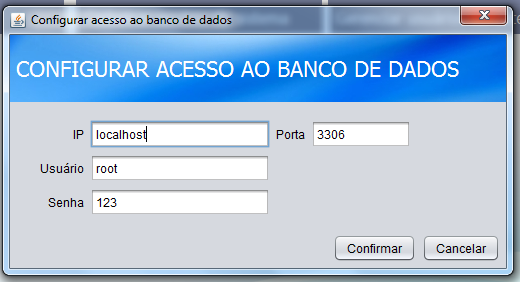 Configurar acesso ao banco de dados
CONFIGURAR ACESSO AO BANCO DE DADOS
IP localhost Porta 3306
Usuário root
Senha 123
Confirmar Cancelar